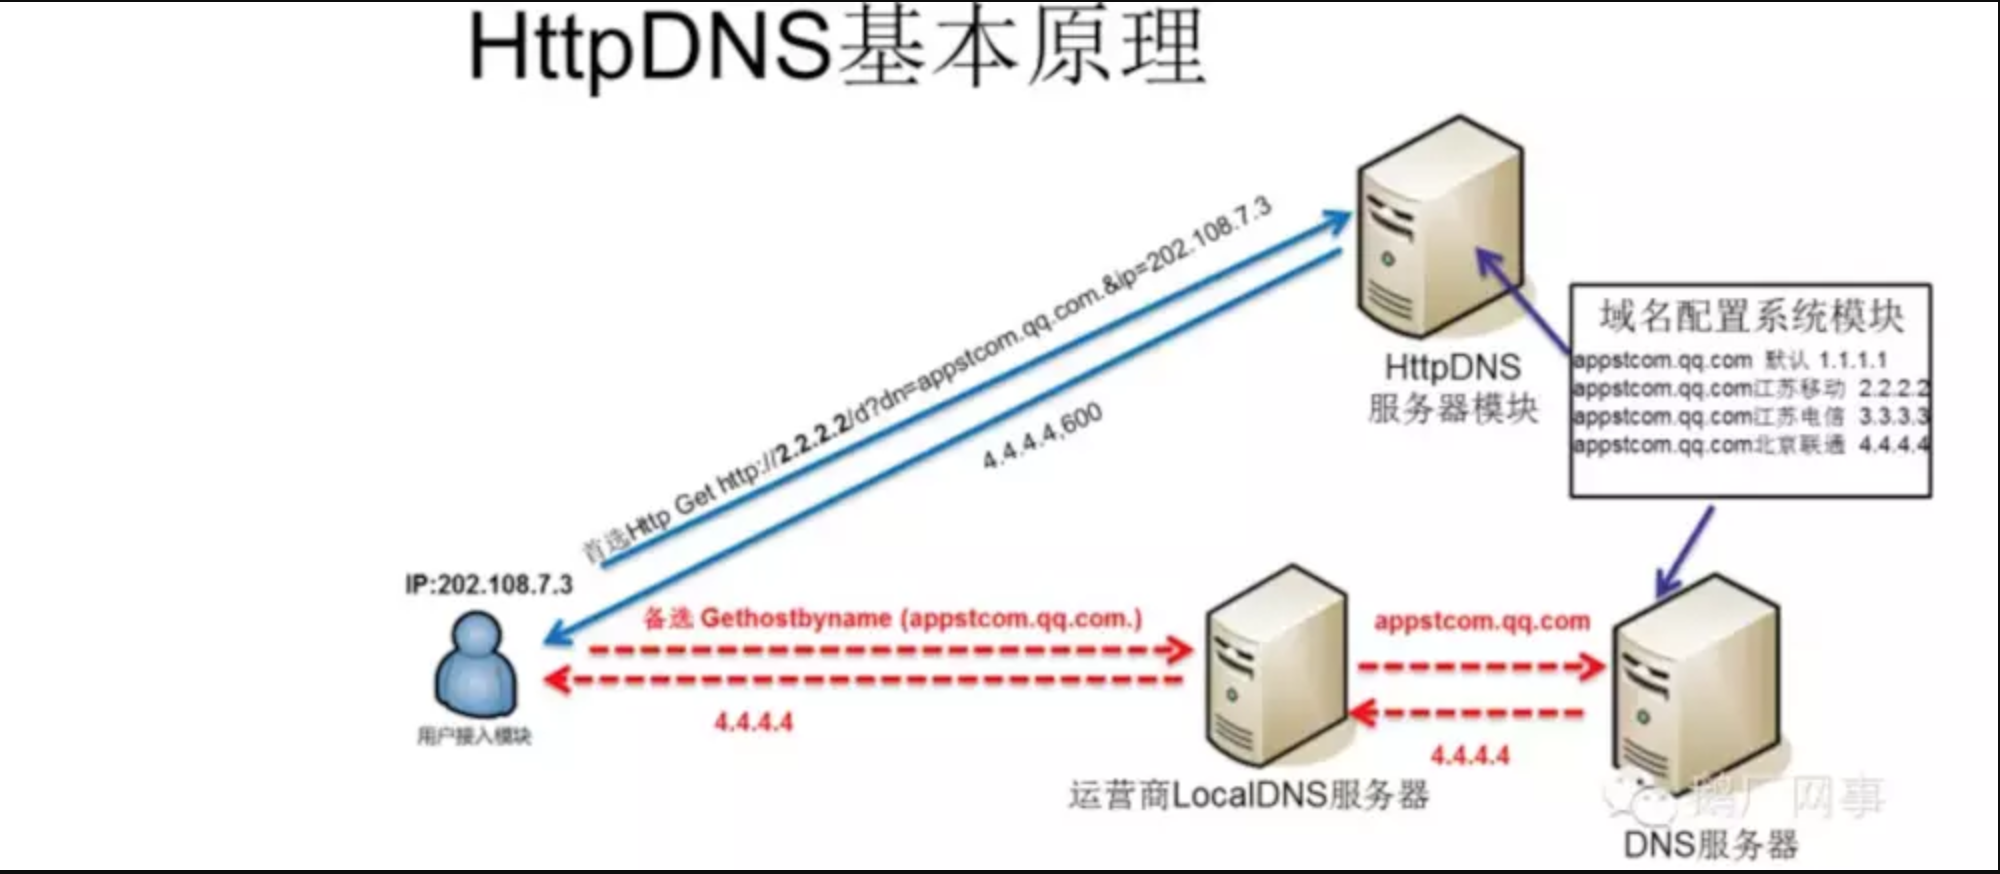 HttpDNS基本原理
首选Http Get http://2.2.2.2/d?dn=appstcom.qq.com.&ip=202.108.7.3
4.4.4.4,600
HttpDNS
服务器模块
域名配置系统模块
appstcom.qq.com 默认 1.1.1.1
appstcom.qq.com江苏移动 2.2.2.2
appstcom.qq.com江苏电信 3.3.3.3
appstcom.qq.com北京联通 4.4.4.4
IP:202.108.7.3
用户接入模块
备选 Gethostbyname (appstcom.qq.com.)
4.4.4.4
appstcom.qq.com
4.4.4.4
运营商LocalDNS服务器
鹅厂网事
DNS服务器